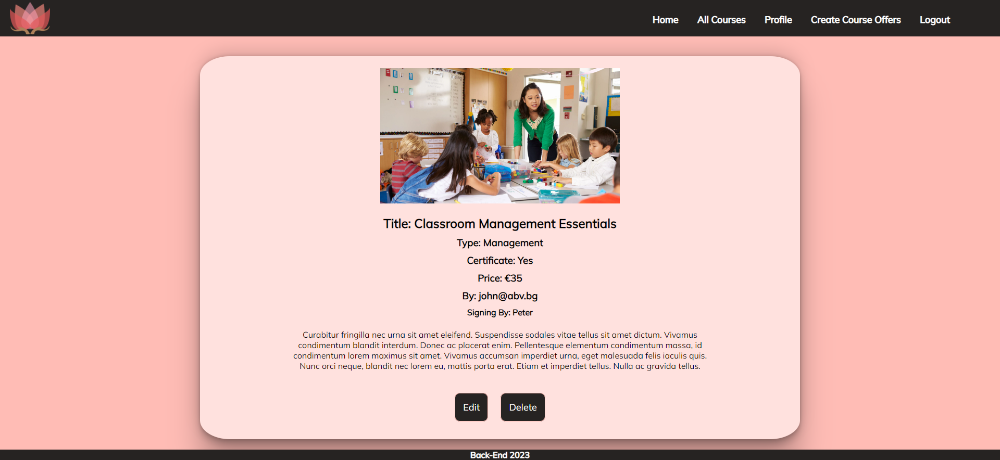 Home All Courses Profile Create Course Offers Logout
Title: Classroom Management Essentials
Type: Management
Certificate: Yes
Price: €35
By: john@abv.bg
Signing By: Peter
Curabitur fringilla nec urna sit amet eleifend. Suspendisse sodales vitae tellus sit amet dictum. Vivamus
condimentum blandit interdum. Donec ac placerat enim. Pellentesque elementum condimentum massa, id
condimentum lorem maximus sit amet. Vivamus accumsan imperdiet urna, eget malesuada felis iaculis quis.
Nunc orci neque, blandit nec lorem eu, mattis porta erat. Etiam et imperdiet tellus. Nulla ac gravida tellus.
Edit Delete
Back-End 2023